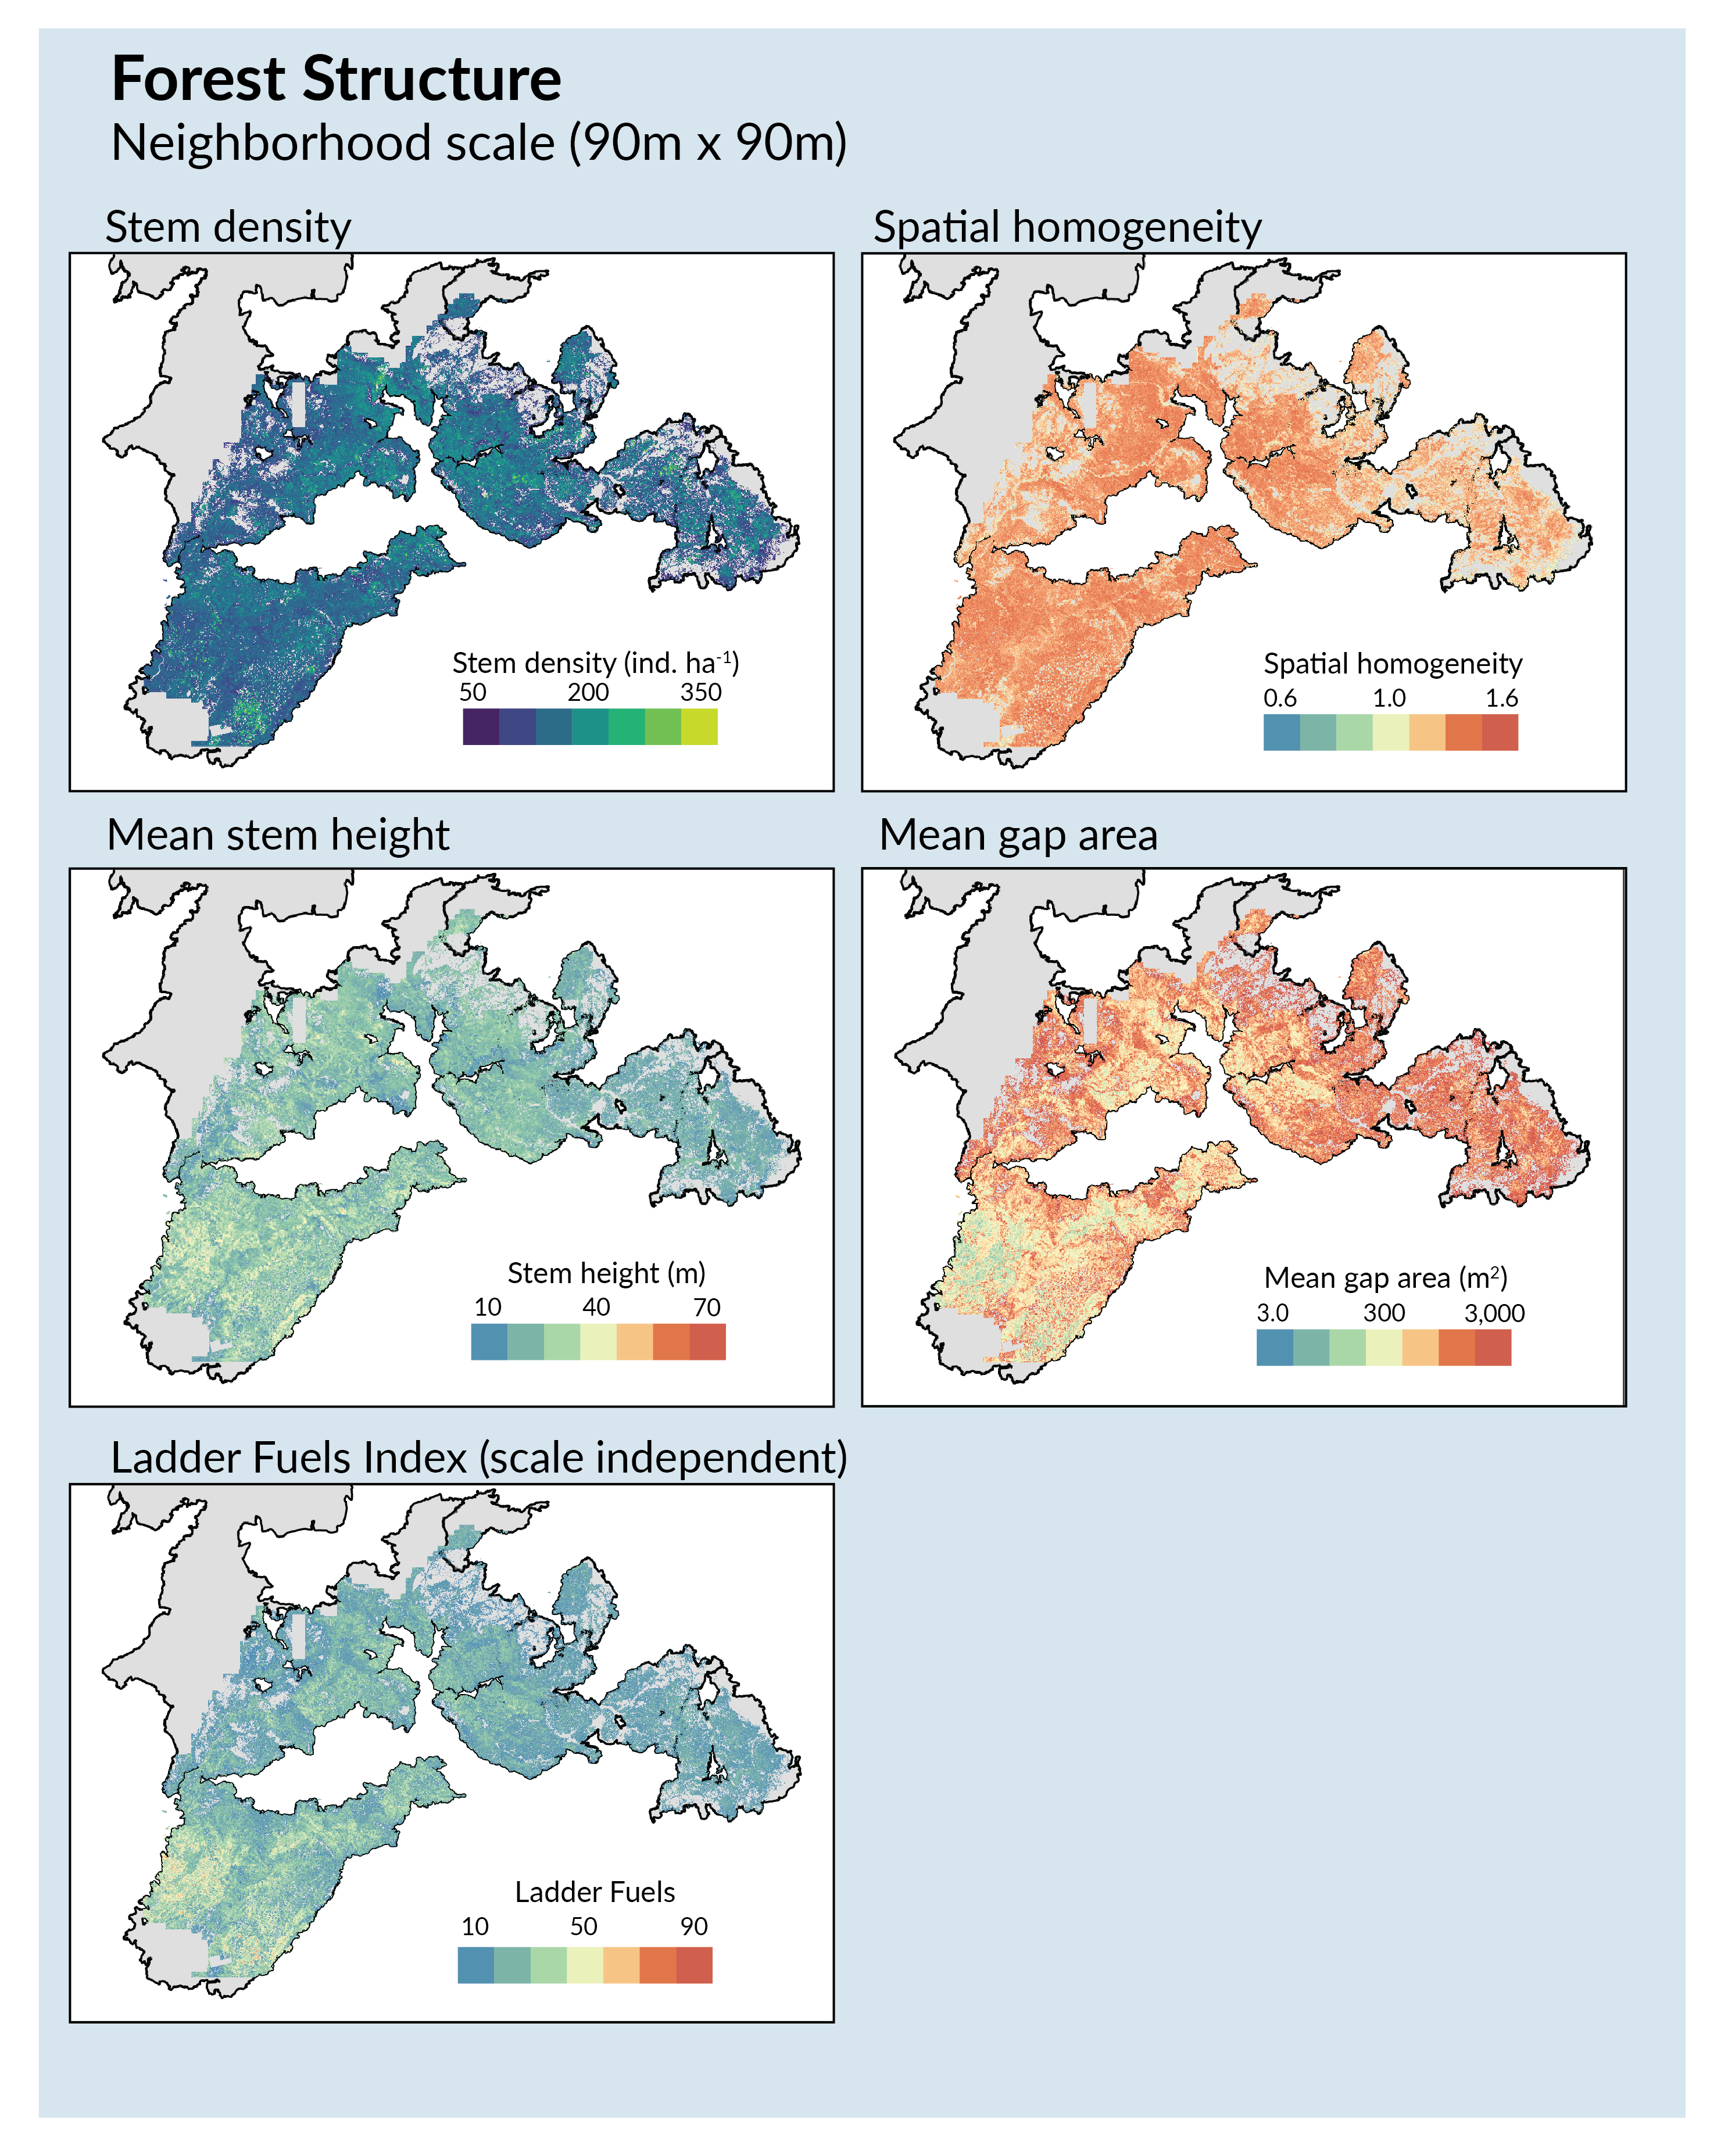 Forest Structure
Neighborhood scale (90m x 90m)
Stem density
Spatial homogeneity
Stem density (ind. ha⁻¹)
50 200 350
Spatial homogeneity
0.6 1.0 1.6
Mean stem height
Mean gap area
Stem height (m)
10 40 70
Mean gap area (m²)
3.0 300 3,000
Ladder Fuels Index (scale independent)
Ladder Fuels
10 50 90